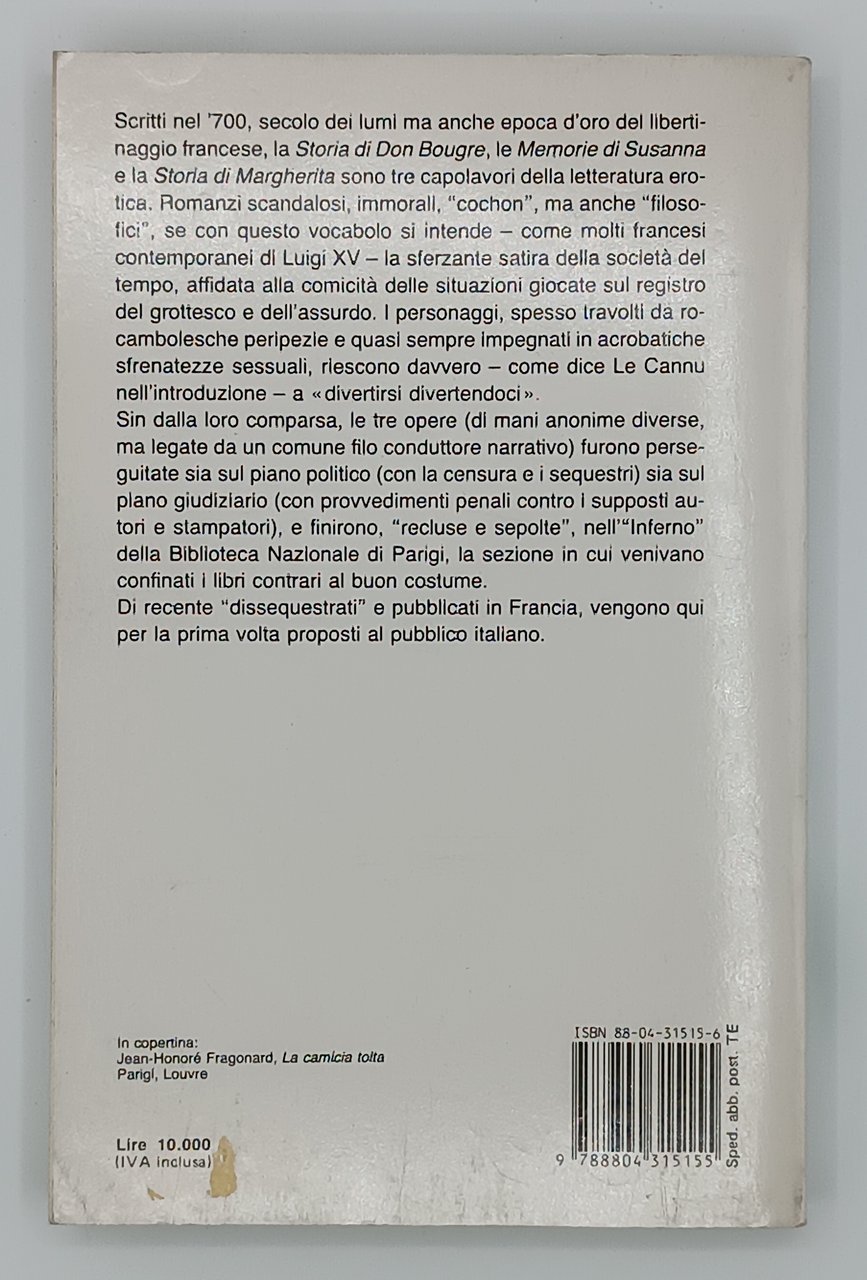 Scritti nel '700, secolo dei lumi ma anche epoca d'oro del liberti-
naggio francese, la Storia di Don Bougre, le Memorie di Susanna
e la Storia di Margherita sono tre capolavori della letteratura ero-
tica. Romanzi scandalosi, immorali, "cochon", ma anche "filoso-
fici", se con questo vocabolo si intende – come molti francesi
contemporanei di Luigi XV – la sferzante satira della società del
tempo, affidata alla comicità delle situazioni giocate sul registro
del grottesco e dell'assurdo. I personaggi, spesso travolti da ro-
cambolesche peripezie e quasi sempre impegnati in acrobatiche
sfrenatezze sessuali, riescono davvero – come dice Le Cannu
nell'introduzione – a «divertirsi divertendoci».
Sin dalla loro comparsa, le tre opere (di mani anonime diverse,
ma legate da un comune filo conduttore narrativo) furono perse-
guitate sia sul piano politico (con la censura e i sequestri) sia sul
piano giudiziario (con provvedimenti penali contro i supposti au-
tori e stampatori), e finirono, "recluse e sepolte", nell'"Inferno"
della Biblioteca Nazionale di Parigi, la sezione in cui venivano
confinati i libri contrari al buon costume.
Di recente "dissequestrati" e pubblicati in Francia, vengono qui
per la prima volta proposti al pubblico italiano.
In copertina:
Jean-Honoré Fragonard, La camicia tolta
Parigi, Louvre
Lire 10.000
(IVA inclusa)
ISBN 88-04-31515-6
9 788804 315155
Sped. abb. post. TE